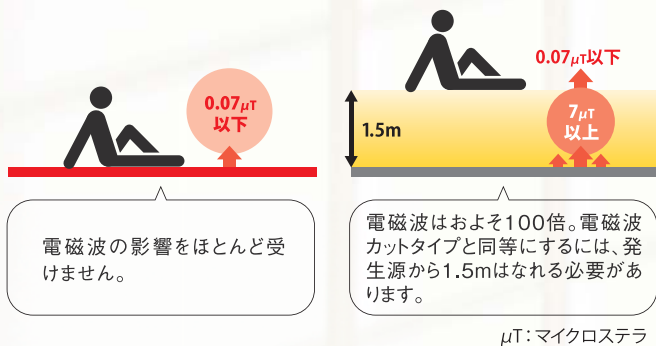 0.07μT
以下
電磁波の影響をほとんど受
けません。
0.07μT以下
1.5m
7μT
以上
電磁波はおよそ100倍。電磁波
カットタイプと同等にするには、発
生源から1.5mはなれる必要があ
ります。
μT：マイクロステラ